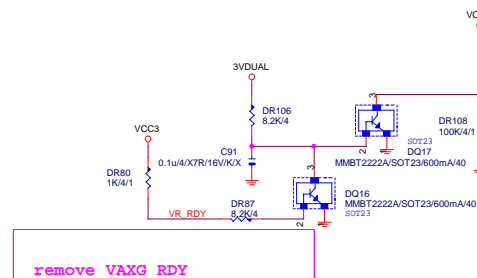 VC
3VDUAL
3
DR106
8.2K/4
VCC3
C91
0.1u/4/X7R/16V/K/X
DR108
100K/4/1
SOT23
2
1
DQ17
MMBT2222A/SOT23/600mA/40
3
DR80
1K/4/1
DQ16
MMBT2222A/SOT23/600mA/40
SOT23
DR87
VR_RDY
8.2K/4
2
1
remove VAXG RDY